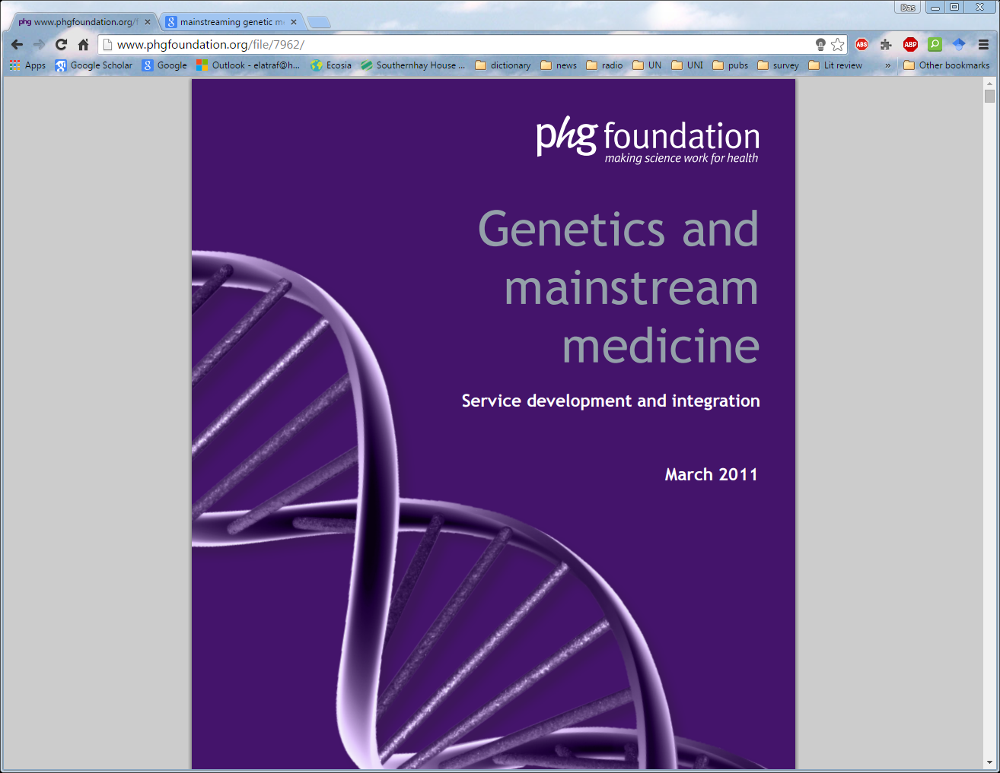 Das
phg www.phgfoundation.org/f
mainstreaming genetic m
www.phgfoundation.org/file/7962/
ABS
ABP
Apps
Google Scholar
Google
Outlook - elatraf@h...
Ecosia
Southernhay House ...
dictionary
news
radio
UN
UNI
pubs
survey
Lit review
»
Other bookmarks
phg foundation
making science work for health
Genetics and
mainstream
medicine
Service development and integration
March 2011